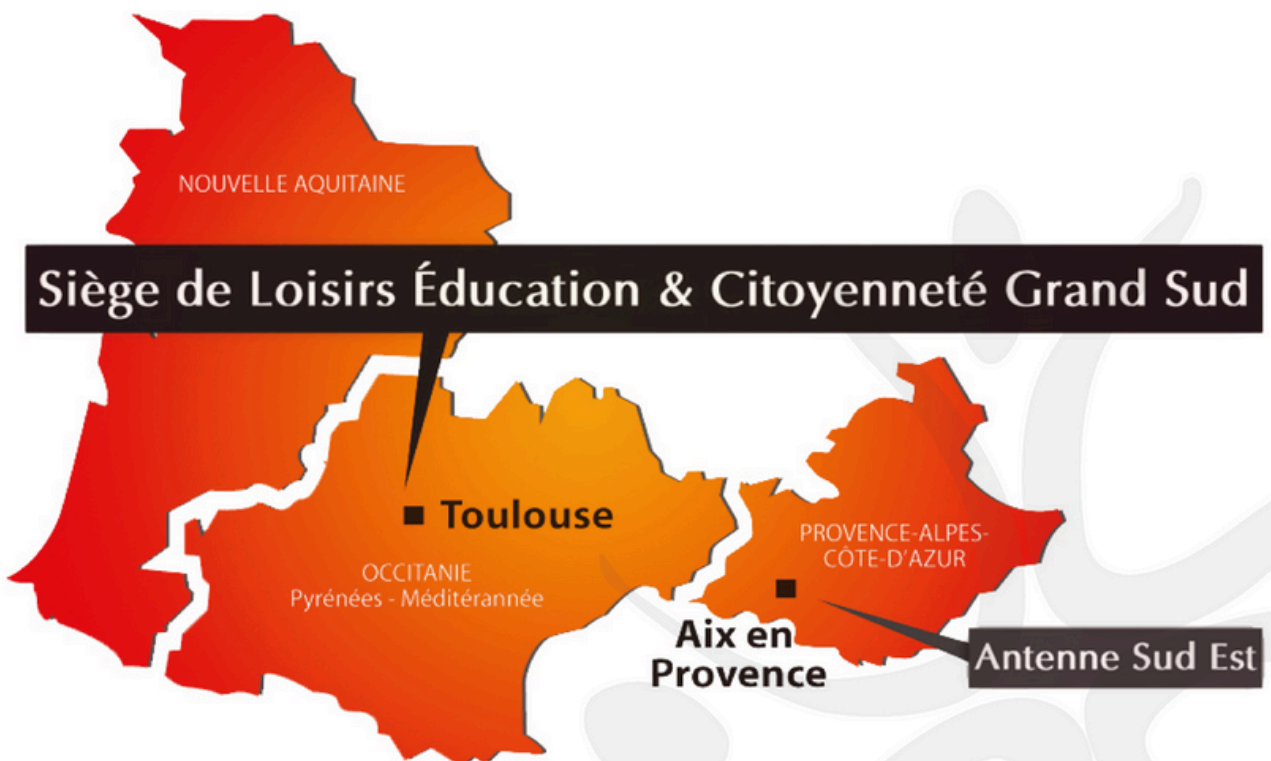 NOUVELLE AQUITAINE
Siège de Loisirs Éducation & Citoyenneté Grand Sud
Toulouse
OCCITANIE
Pyrénées - Méditérannée
PROVENCE-ALPES-
CÔTE-D'AZUR
Aix en
Provence
Antenne Sud Est